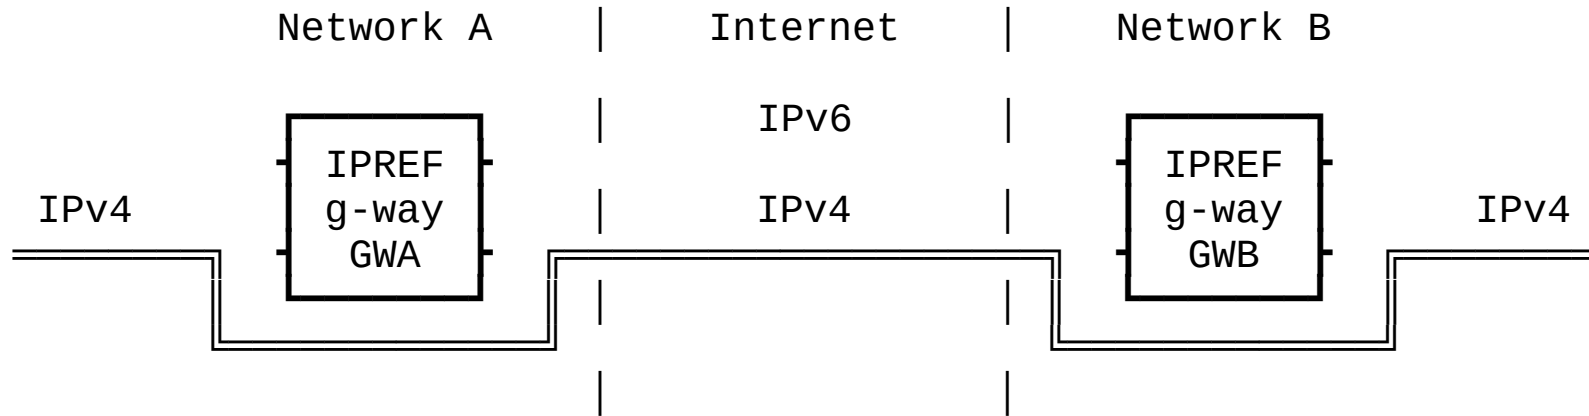 Network A | Internet | Network B
IPv6
IPREF IPREF
IPv4 g-way IPv4 g-way IPv4
GWA GWB